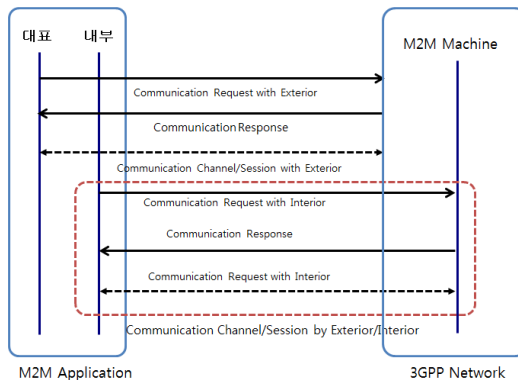 대표 내부
M2M Machine
Communication Request with Exterior
Communication Response
Communication Channel/Session with Exterior
Communication Request with Interior
Communication Response
Communication Request with Interior
Communication Channel/Session by Exterior/Interior
M2M Application
3GPP Network